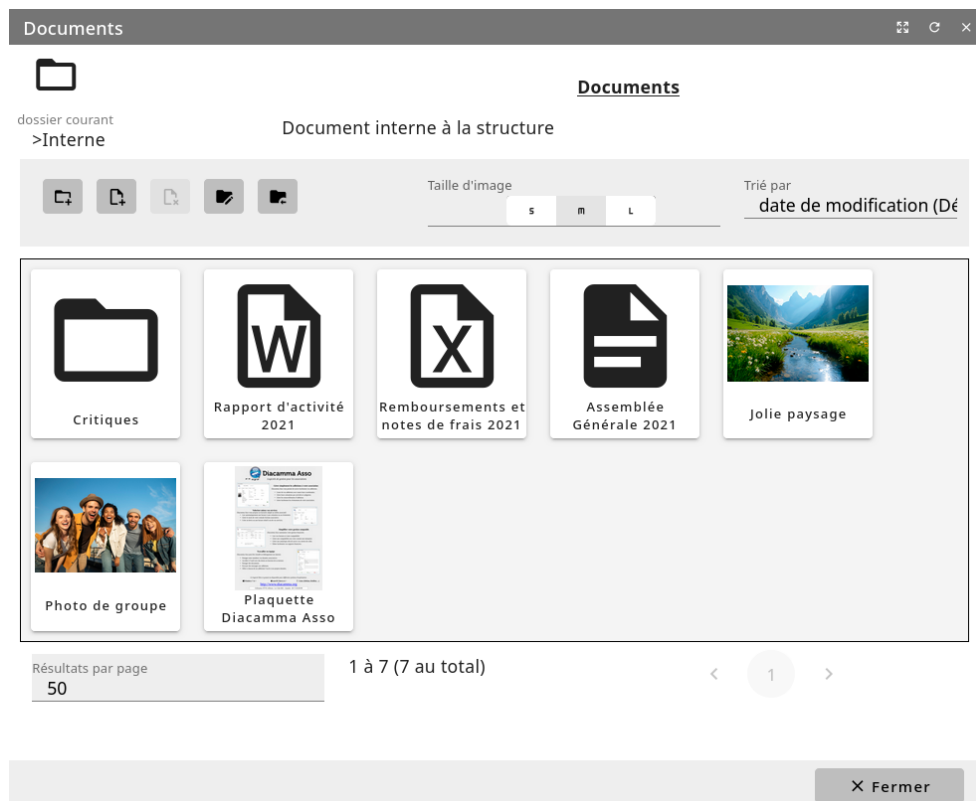 Documents
Documents
dossier courant
>Interne
Document interne à la structure
Taille d'image
S
m
L
Trié par
date de modification (Dé
W
X
Critiques
Rapport d'activité
2021
Remboursements et
notes de frais 2021
Assemblée
Générale 2021
Jolie paysage
Diacamma Asso
Photo de groupe
Plaquette
Diacamma Asso
Résultats par page
50
1 à 7 (7 au total)
1
Fermer